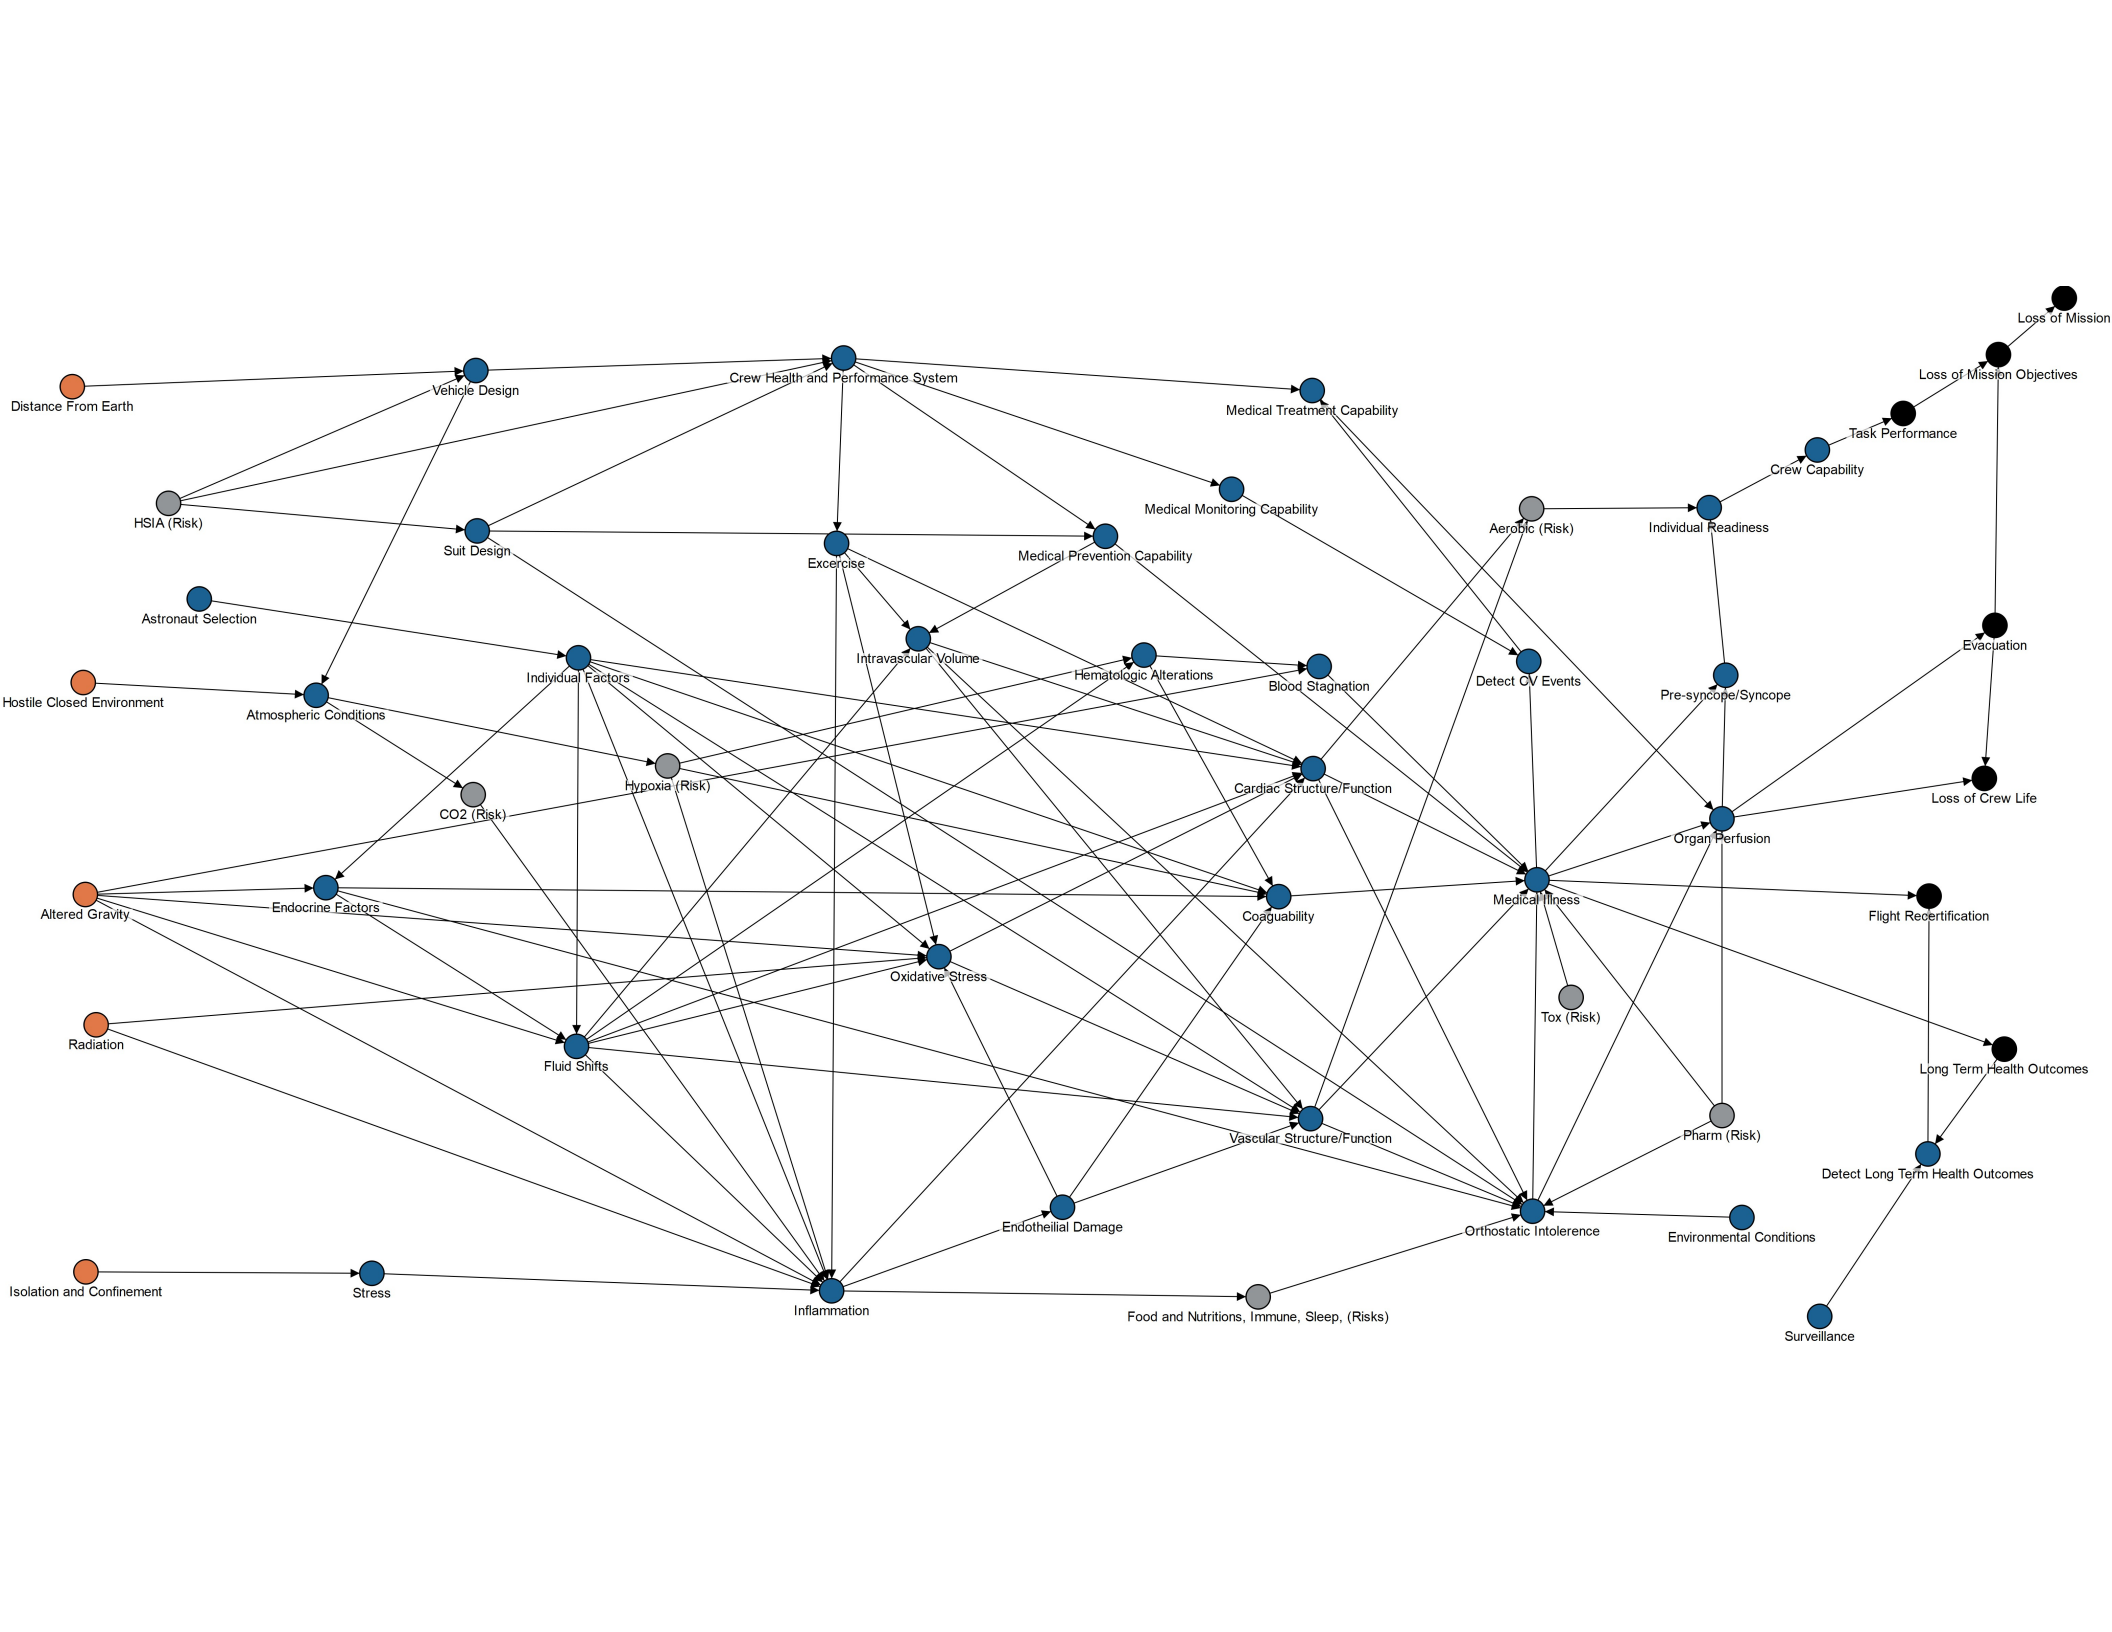 Loss of Mission
Loss of Mission Objectives
Crew Health and Performance System
Vehicle Design
Distance From Earth
Medical Treatment Capability
Task Performance
Crew Capability
Medical Monitoring Capability
HSIA (Risk)
Aerobic (Risk)
Individual Readiness
Suit Design
Medical Prevention Capability
Excercise
Astronaut Selection
Evacuation
Intravascular Volume
Hematologic Alterations
Individual Factors
Detect CV Events
Blood Stagnation
Pre-syncope/Syncope
Hostile Closed Environment
Atmospheric Conditions
Hypoxia (Risk)
Cardiac Structure/Function
Loss of Crew Life
CO2 (Risk)
Organ Perfusion
Medical Illness
Endocrine Factors
Altered Gravity
Coaguability
Flight Recertification
Oxidative Stress
Tox (Risk)
Radiation
Fluid Shifts
Long Term Health Outcomes
Pharm (Risk)
Vascular Structure/Function
Detect Long Term Health Outcomes
Endotheilial Damage
Orthostatic Intolerence
Environmental Conditions
Isolation and Confinement
Stress
Inflammation
Food and Nutritions, Immune, Sleep, (Risks)
Surveillance